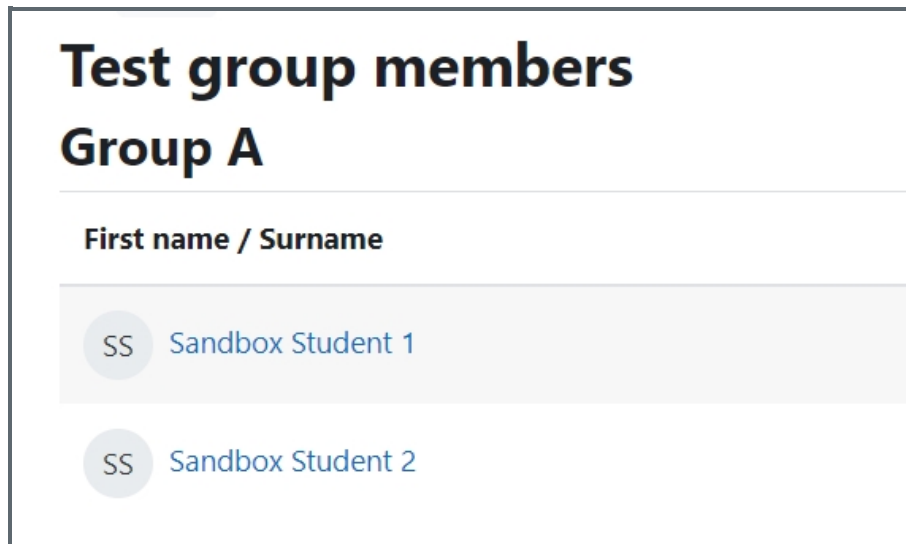 Test group members
Group A
First name / Surname
SS Sandbox Student 1
SS Sandbox Student 2